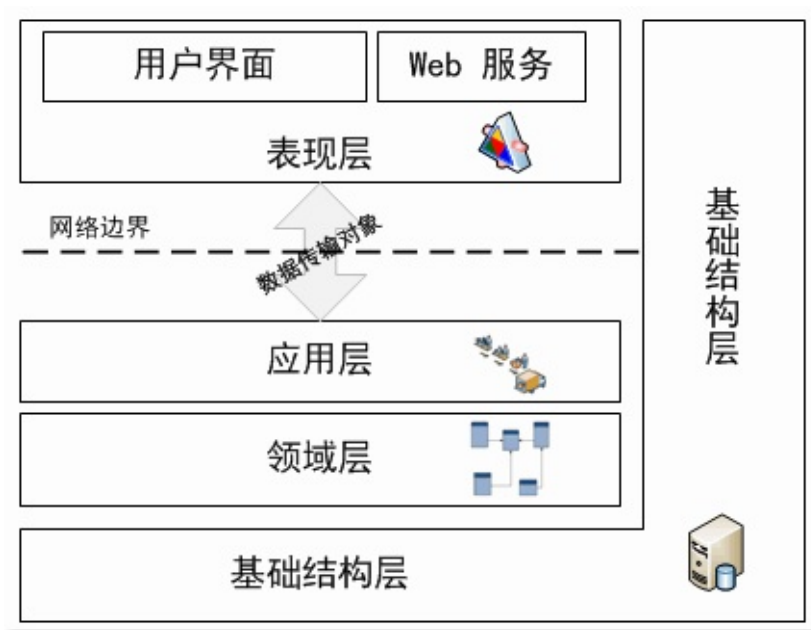 用户界面
Web 服务
表现层
网络边界
数据传输对象
应用层
领域层
基础结构层
基础结构层